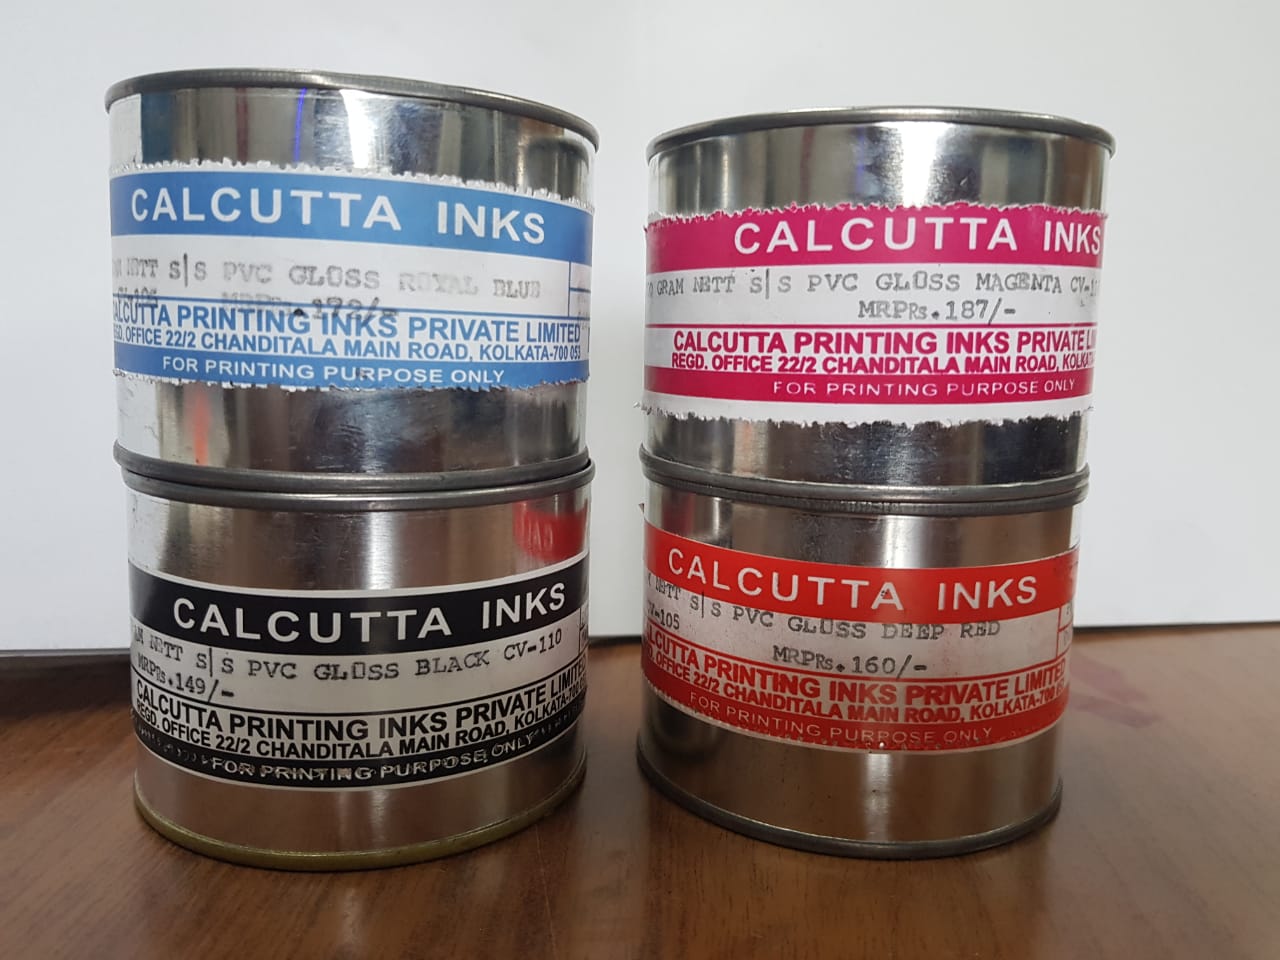 CALCUTTA INKS
NETT S|S PVC GLOSS ROYAL BLUE
MRPRs.172/-
CALCUTTA PRINTING INKS PRIVATE LIMITED
REGD. OFFICE 22/2 CHANDITALA MAIN ROAD, KOLKATA-700 053
FOR PRINTING PURPOSE ONLY
CALCUTTA INKS
GRAM NETT S|S PVC GLOSS MAGENTA
MRPRs.187/-
CALCUTTA PRINTING INKS PRIVATE
REGD. OFFICE 22/2 CHANDITALA MAIN ROAD,
FOR PRINTING PURPOSE ONLY
CALCUTTA INKS
NETT S|S PVC GLOSS BLACK CV-110
MRPRs.149/-
CALCUTTA PRINTING INKS PRIVATE LIMITED
REGD. OFFICE 22/2 CHANDITALA MAIN ROAD, KOLKATA-700
FOR PRINTING PURPOSE ONLY
CALCUTTA INKS
NETT S|S PVC GLOSS DEEP RED
MRPRs.160/-
CALCUTTA PRINTING INKS PRIVATE LIMITED
REGD. OFFICE 22/2 CHANDITALA MAIN ROAD, KOLKATA-700
FOR PRINTING PURPOSE ONLY